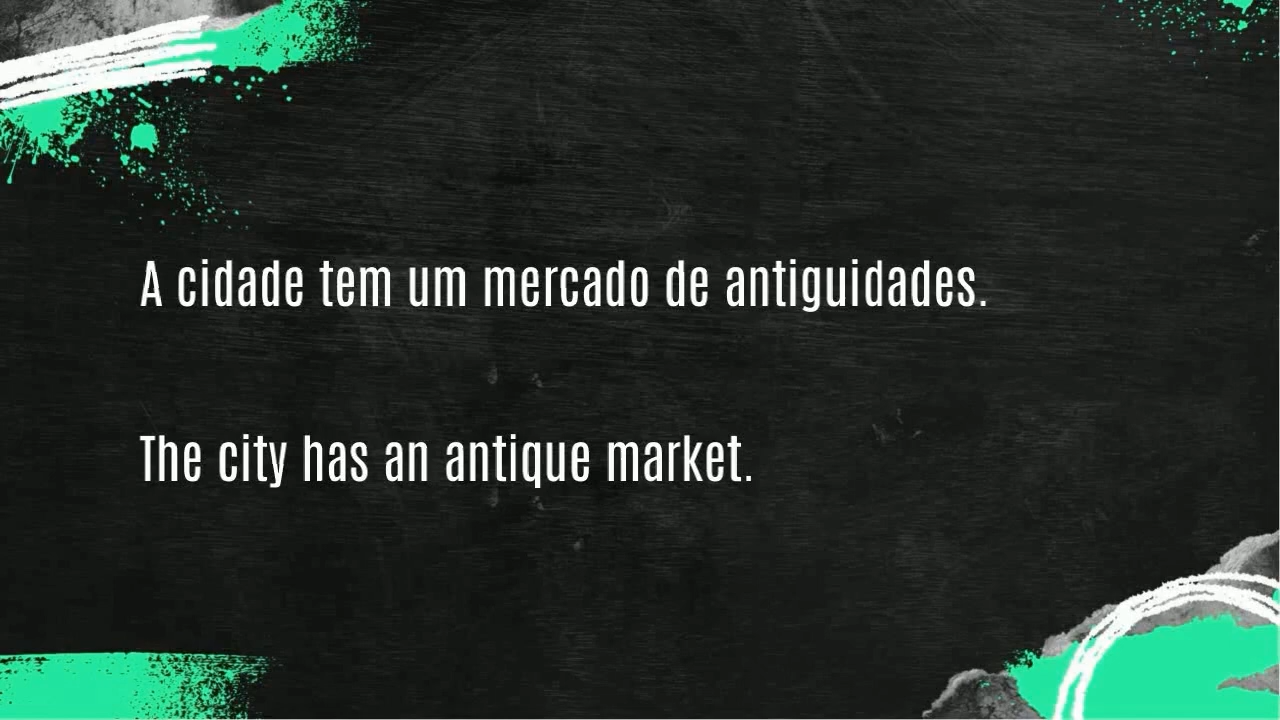 A cidade tem um mercado de antiguidades.
The city has an antique market.